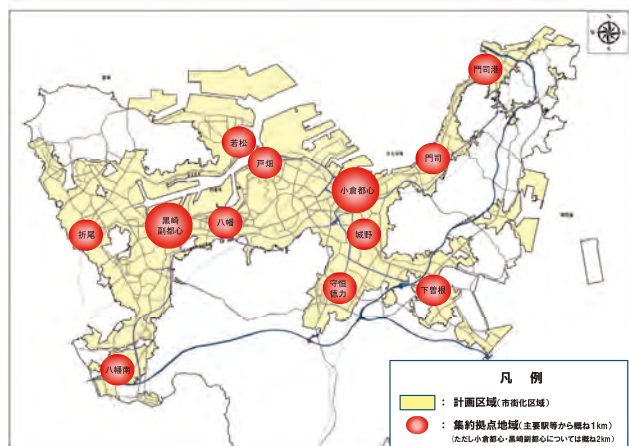 門司港
若松
戸畑
門司
小倉都心
折尾
黒崎
副都心
八幡
城野
守恒
徳力
下曽根
八幡南
凡 例
: 計画区域(市街化区域)
: 集約拠点地域(主要駅等から概ね1km)
(ただし小倉都心・黒崎副都心については概ね2km)